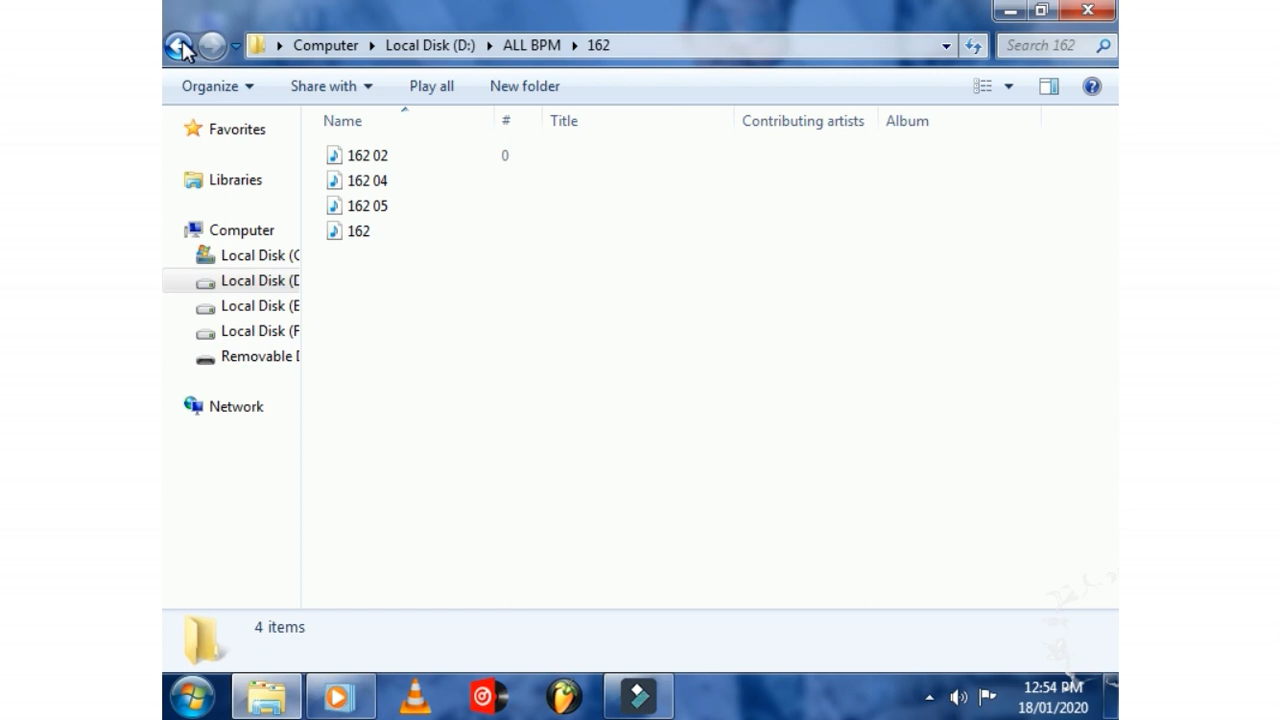 Computer Local Disk (D:) ALL BPM 162
Search 162
Organize Share with Play all New folder
Name # Title Contributing artists Album
Favorites
Libraries
Computer
Local Disk (C
Local Disk (D
Local Disk (E
Local Disk (F
Removable D
Network
162 02 0
162 04
162 05
162
4 items
12:54 PM
18/01/2020